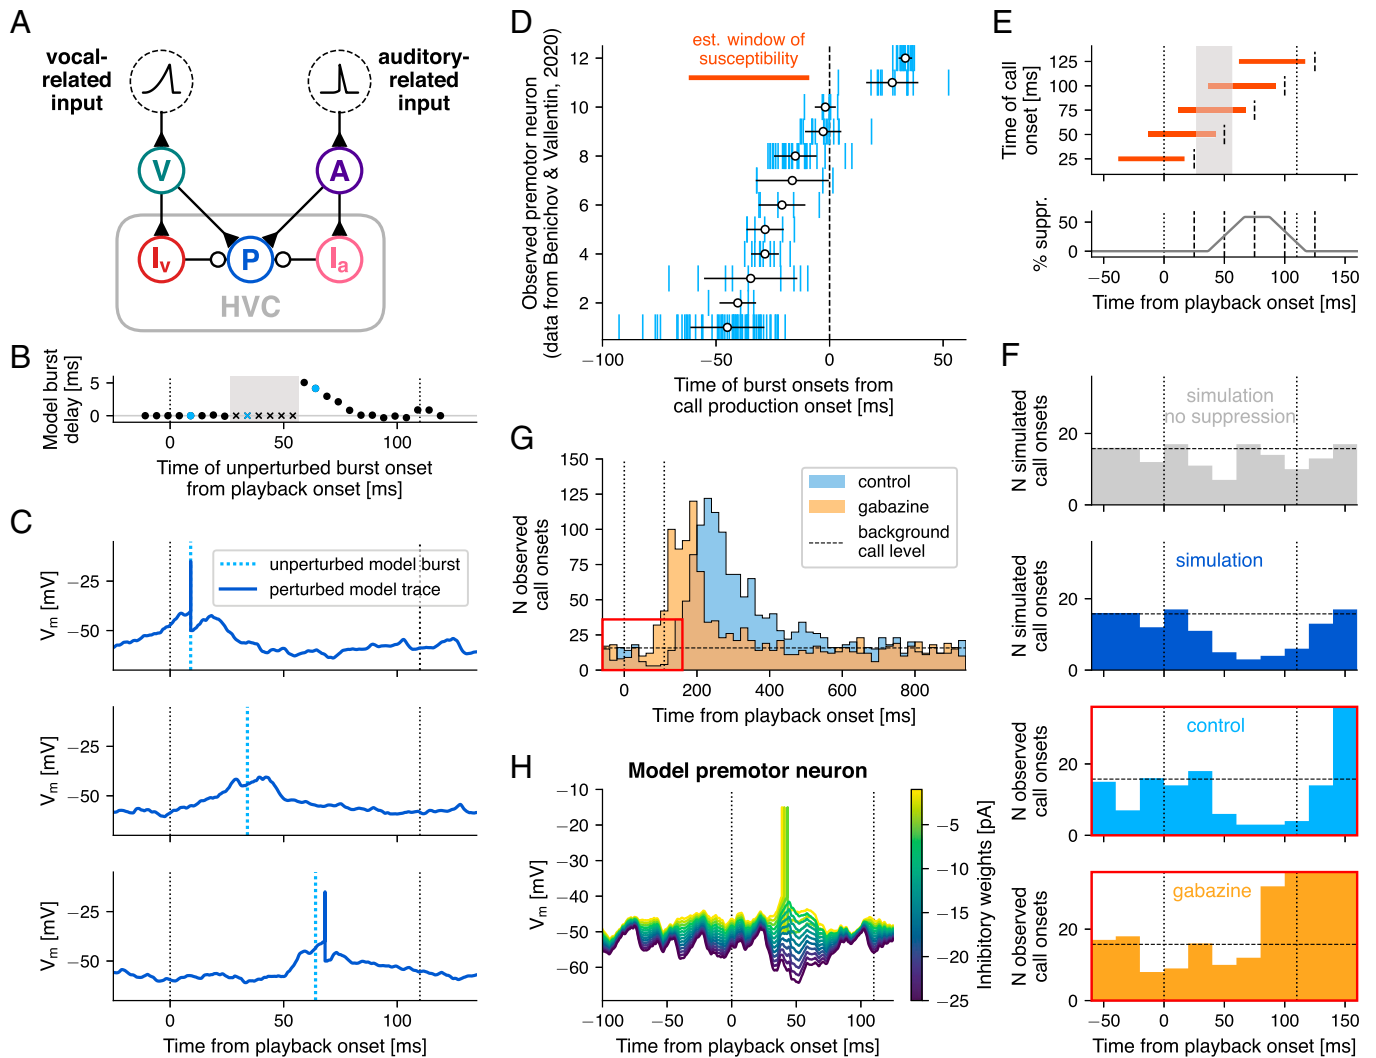 A
vocal-
related
input
auditory-
related
input
V
A
Iv
P
Ia
HVC
B
Model burst
delay [ms]
5
0
0
50
100
Time of unperturbed burst onset
from playback onset [ms]
C
unperturbed model burst
perturbed model trace
Vm [mV]
−25
−50
Vm [mV]
−25
−50
Vm [mV]
−25
−50
0
50
100
Time from playback onset [ms]
D
est. window of
susceptibility
Observed premotor neuron
(data from Benichov & Vallentin, 2020)
12
10
8
6
4
2
−100
−50
0
50
Time of burst onsets from
call production onset [ms]
E
Time of call
onset [ms]
125
100
75
50
25
% suppr.
50
0
−50
0
50
100
150
Time from playback onset [ms]
F
simulation
no suppression
N simulated
call onsets
20
0
simulation
N simulated
call onsets
20
0
control
N observed
call onsets
20
0
gabazine
N observed
call onsets
20
0
−50
0
50
100
150
Time from playback onset [ms]
G
control
gabazine
background
call level
N observed
call onsets
150
125
100
75
50
25
0
0
200
400
600
800
Time from playback onset [ms]
H
Model premotor neuron
Vm [mV]
−10
−20
−30
−40
−50
−60
−100
−50
0
50
100
Time from playback onset [ms]
−5
−10
−15
−20
−25
Inhibitory weights [pA]